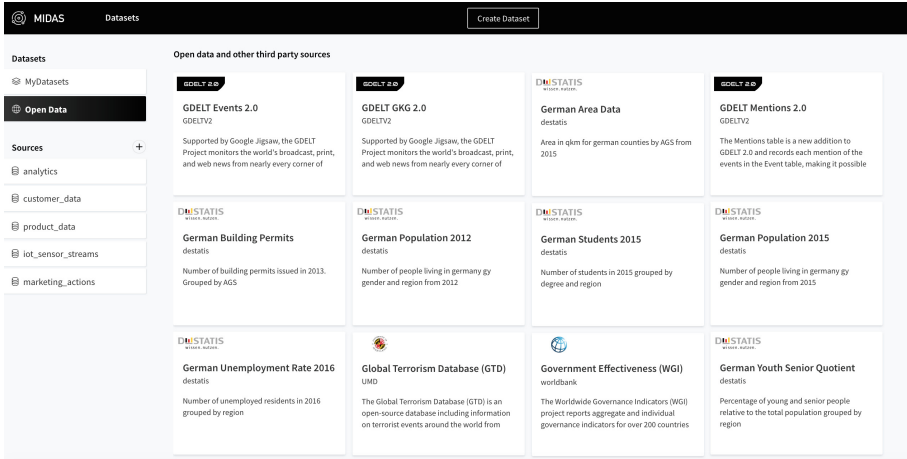 MIDAS
Datasets
Create Dataset
Datasets
MyDatasets
Open Data
Sources
+
analytics
customer_data
product_data
iot_sensor_streams
marketing_actions
Open data and other third party sources
GDELT 2.0
GDELT Events 2.0
GDELTV2
Supported by Google Jigsaw, the GDELT
Project monitors the world's broadcast, print,
and web news from nearly every corner of
GDELT 2.0
GDELT GKG 2.0
GDELTV2
Supported by Google Jigsaw, the GDELT
Project monitors the world's broadcast, print,
and web news from nearly every corner of
DESTATIS
wissen.nutzen.
German Area Data
destatis
Area in qkm for german counties by AGS from
2015
GDELT 2.0
GDELT Mentions 2.0
GDELTV2
The Mentions table is a new addition to
GDELT 2.0 and records each mention of the
events in the Event table, making it possible
DESTATIS
wissen.nutzen.
German Building Permits
destatis
Number of building permits issued in 2013.
Grouped by AGS
DESTATIS
wissen.nutzen.
German Population 2012
destatis
Number of people living in germany gy
gender and region from 2012
DESTATIS
wissen.nutzen.
German Students 2015
destatis
Number of students in 2015 grouped by
degree and region
DESTATIS
wissen.nutzen.
German Population 2015
destatis
Number of people living in germany gy
gender and region from 2015
DESTATIS
wissen.nutzen.
German Unemployment Rate 2016
destatis
Number of unemployed residents in 2016
grouped by region
Global Terrorism Database (GTD)
UMD
The Global Terrorism Database (GTD) is an
open-source database including information
on terrorist events around the world from
Government Effectiveness (WGI)
worldbank
The Worldwide Governance Indicators (WGI)
project reports aggregate and individual
governance indicators for over 200 countries
DESTATIS
wissen.nutzen.
German Youth Senior Quotient
destatis
Percentage of young and senior people
relative to the total population grouped by
region